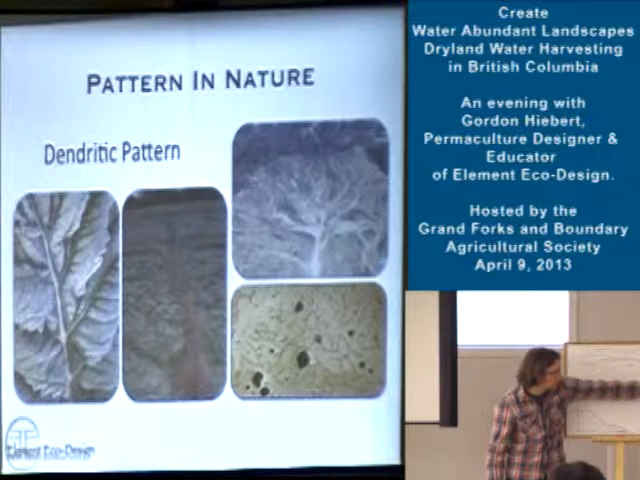 PATTERN IN NATURE
Dendritic Pattern
Element Eco-Design
Create
Water Abundant Landscapes
Dryland Water Harvesting
in British Columbia
An evening with
Gordon Hiebert,
Permaculture Designer &
Educator
of Element Eco-Design.
Hosted by the
Grand Forks and Boundary
Agricultural Society
April 9, 2013